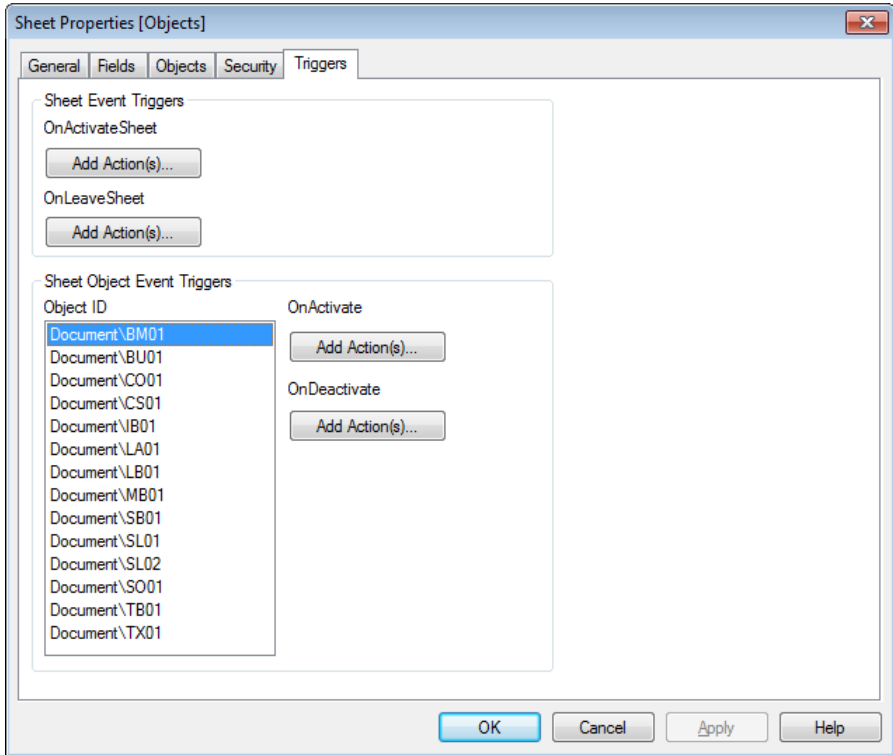 Sheet Properties [Objects]
General Fields Objects Security Triggers
Sheet Event Triggers
OnActivateSheet
Add Action(s)...
OnLeaveSheet
Add Action(s)...
Sheet Object Event Triggers
Object ID
Document\BM01
Document\BU01
Document\CO01
Document\CS01
Document\IB01
Document\LA01
Document\LB01
Document\MB01
Document\SB01
Document\SL01
Document\SL02
Document\SO01
Document\TB01
Document\TX01
OnActivate
Add Action(s)...
OnDeactivate
Add Action(s)...
OK Cancel Apply Help